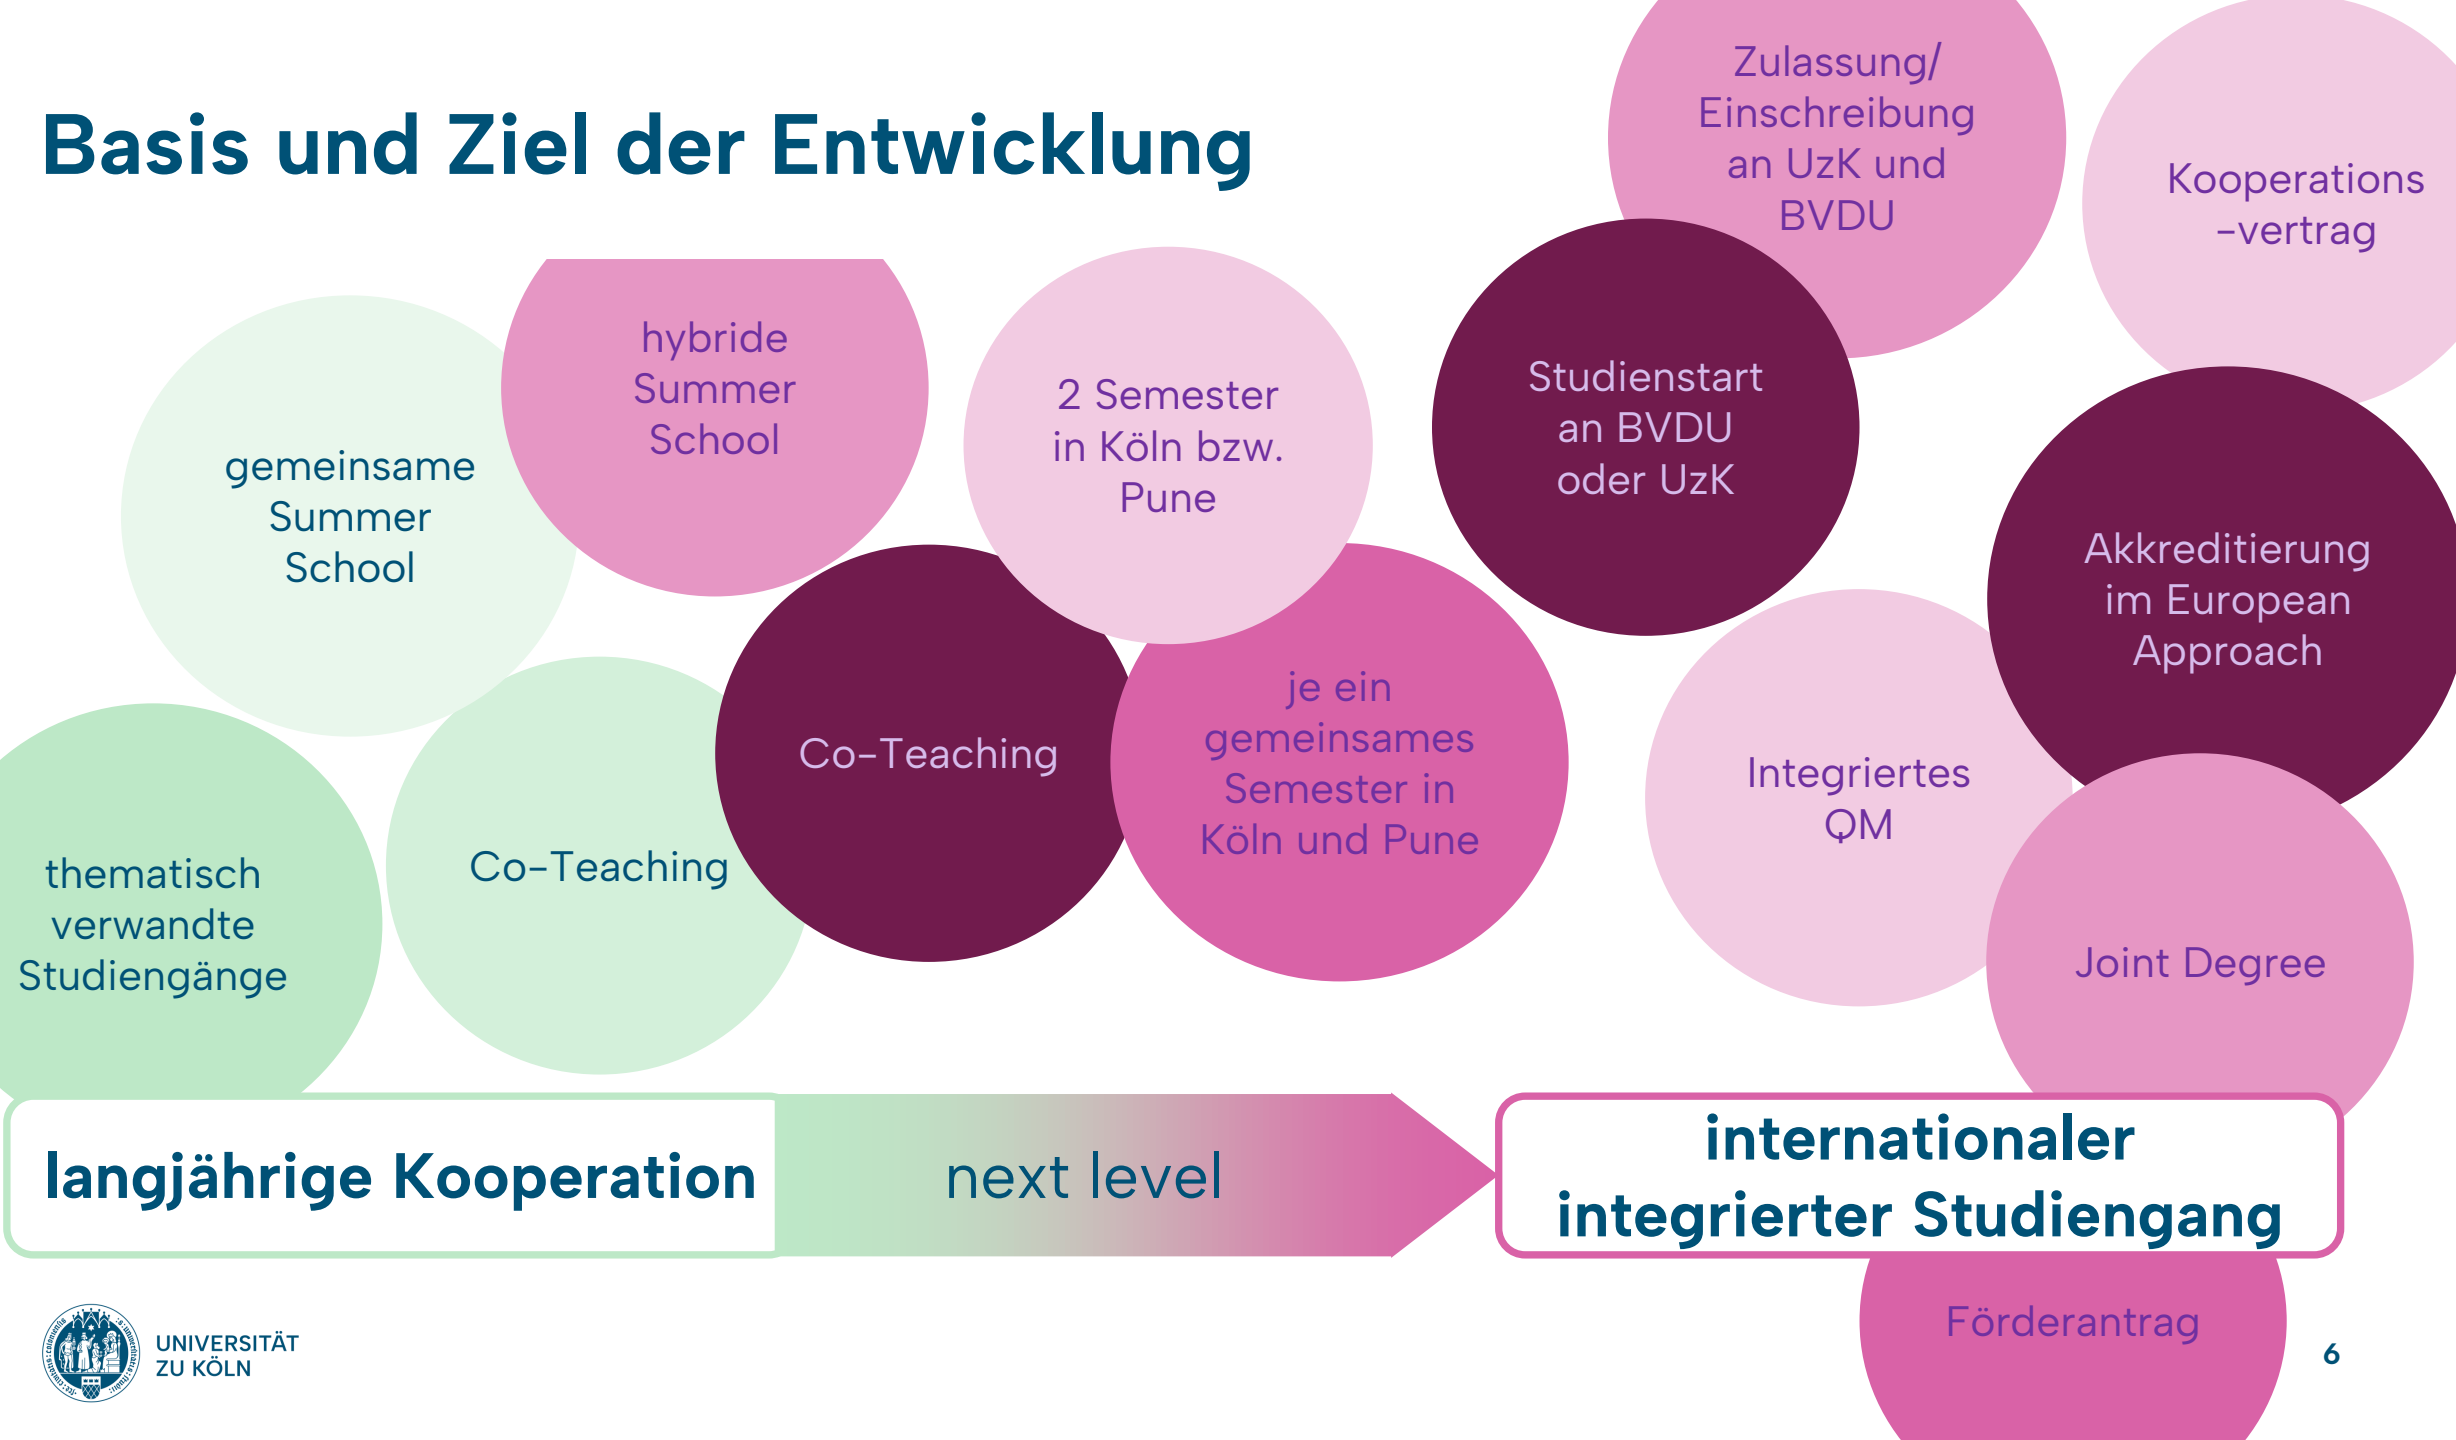 Basis und Ziel der Entwicklung
Zulassung/
Einschreibung
an UzK und
BVDU
Kooperations
-vertrag
hybride
Summer
School
gemeinsame
Summer
School
2 Semester
in Köln bzw.
Pune
Studienstart
an BVDU
oder UzK
Akkreditierung
im European
Approach
thematisch
verwandte
Studiengänge
Co-Teaching
Co-Teaching
je ein
gemeinsames
Semester in
Köln und Pune
Integriertes
QM
Joint Degree
langjährige Kooperation
next level
internationaler
integrierter Studiengang
Förderantrag
UNIVERSITÄT
ZU KÖLN
6